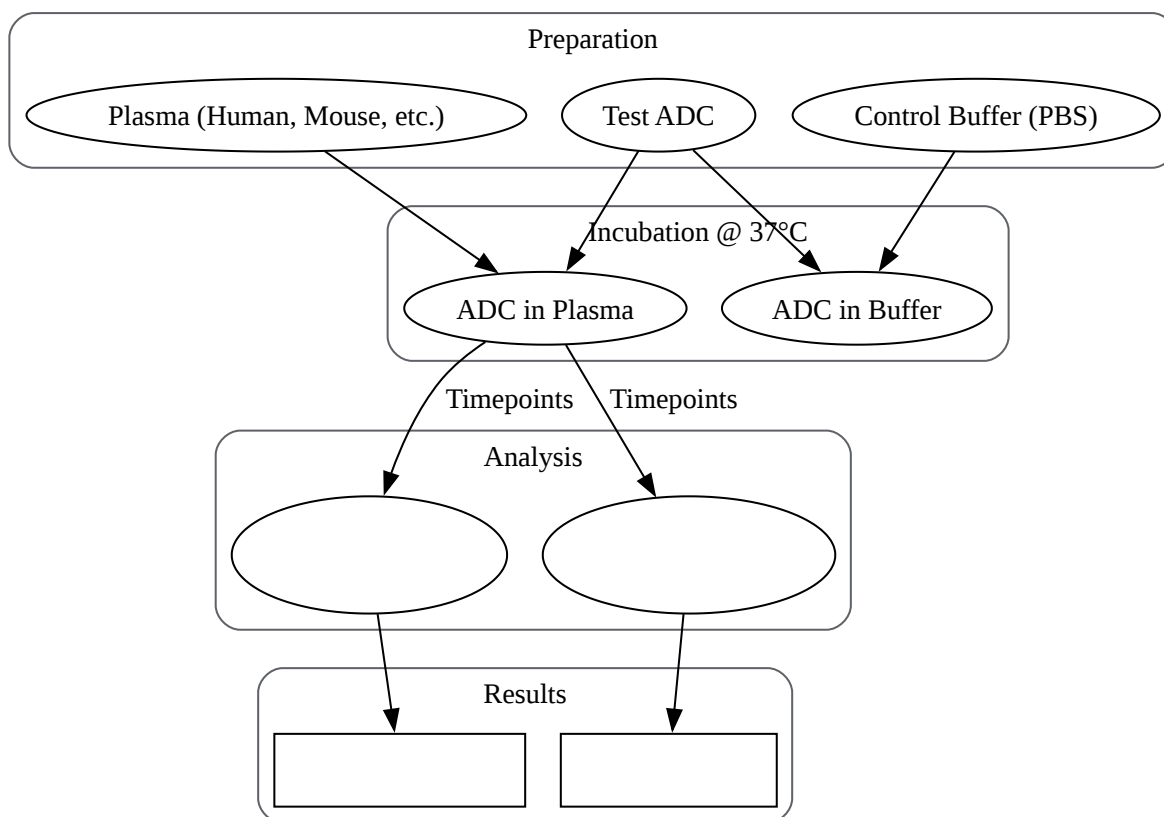 Preparation
Plasma (Human, Mouse, etc.)
Test ADC
Control Buffer (PBS)
Incubation @ 37°C
ADC in Plasma
ADC in Buffer
Timepoints
Timepoints
Analysis
Results